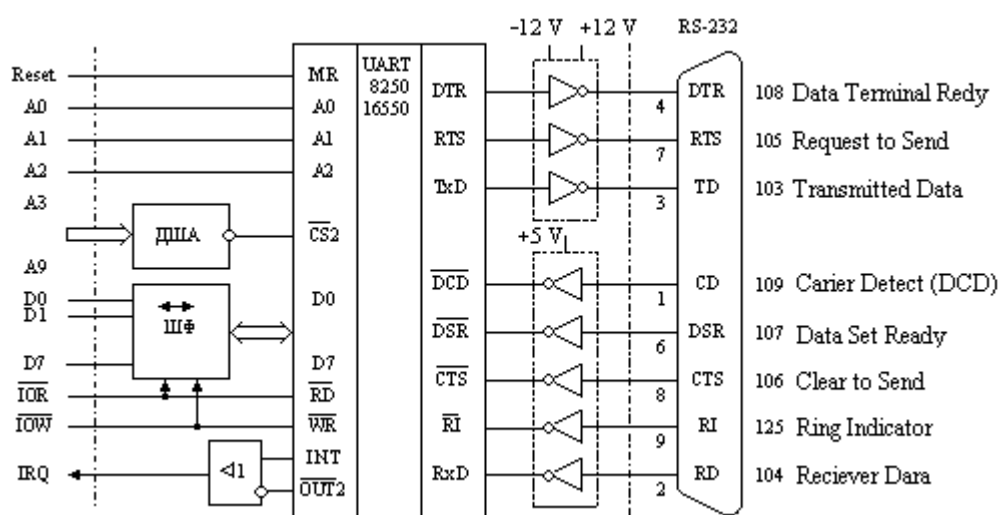 -12 V +12 V RS-232
Reset MR UART DTR 4 DTR 108 Data Terminal Redy
8250
A0 A0 16550
A1 A1 RTS 7 RTS 105 Request to Send
A2 A2 TxD 3 TD 103 Transmitted Data
A3
ДША CS2 +5 V
A9
D0 D0 DCD 1 CD 109 Carier Detect (DCD)
D1
ШФ DSR 6 DSR 107 Data Set Ready
D7 D7 CTS 8 CTS 106 Clear to Send
IOR RD
IOW WR RI 9 RI 125 Ring Indicator
IRQ 1 INT RxD 2 RD 104 Reciever Dara
OUT2